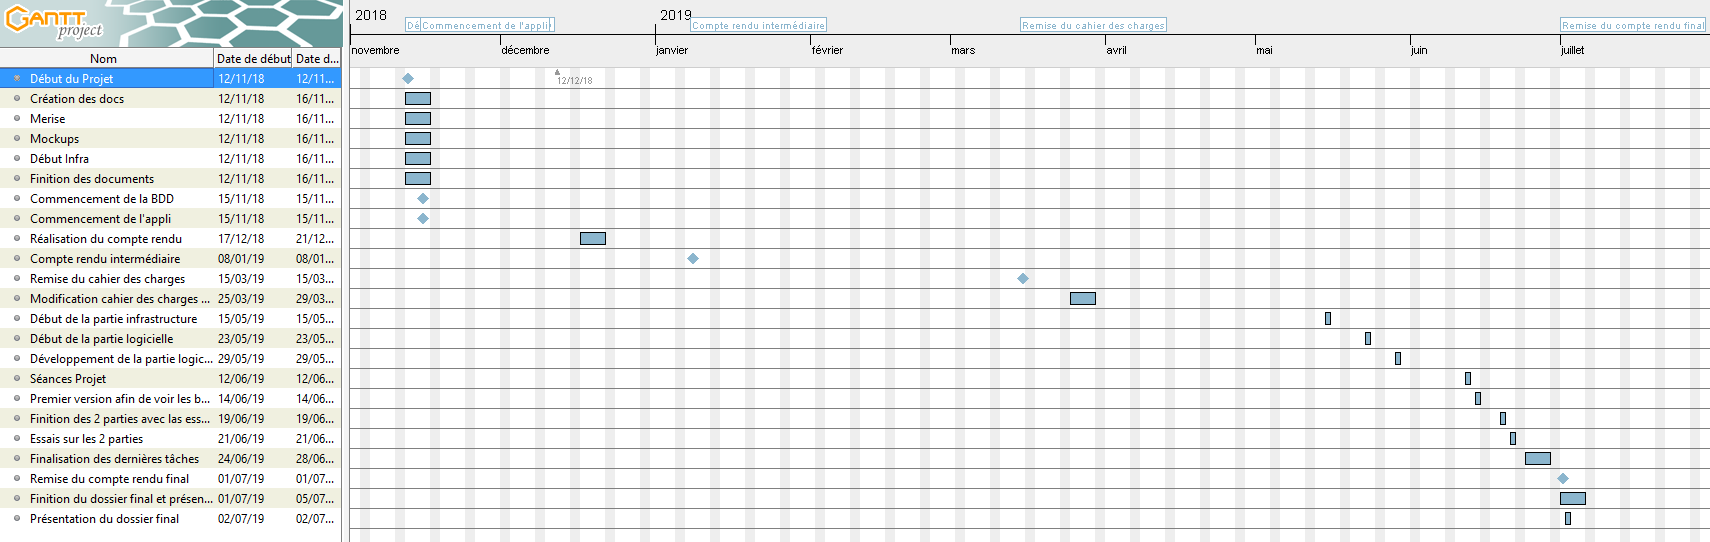 GANTT
project
2018
2019
Dé
Commencement de l'appli
Compte rendu intermédiaire
Remise du cahier des charges
Remise du compte rendu final
novembre décembre janvier février mars avril mai juin juillet
Nom Date de début Date d...
Début du Projet 12/11/18 12/11...
12/12/18
Création des docs 12/11/18 16/11...
Merise 12/11/18 16/11...
Mockups 12/11/18 16/11...
Début Infra 12/11/18 16/11...
Finition des documents 12/11/18 16/11...
Commencement de la BDD 15/11/18 15/11...
Commencement de l'appli 15/11/18 15/11...
Réalisation du compte rendu 17/12/18 21/12...
Compte rendu intermédiaire 08/01/19 08/01...
Remise du cahier des charges 15/03/19 15/03...
Modification cahier des charges ... 25/03/19 29/03...
Début de la partie infrastructure 15/05/19 15/05...
Début de la partie logicielle 23/05/19 23/05...
Développement de la partie logic... 29/05/19 29/05...
Séances Projet 12/06/19 12/06...
Premier version afin de voir les b... 14/06/19 14/06...
Finition des 2 parties avec las ess... 19/06/19 19/06...
Essais sur les 2 parties 21/06/19 21/06...
Finalisation des dernières tâches 24/06/19 28/06...
Remise du compte rendu final 01/07/19 01/07...
Finition du dossier final et présen... 01/07/19 05/07...
Présentation du dossier final 02/07/19 02/07...